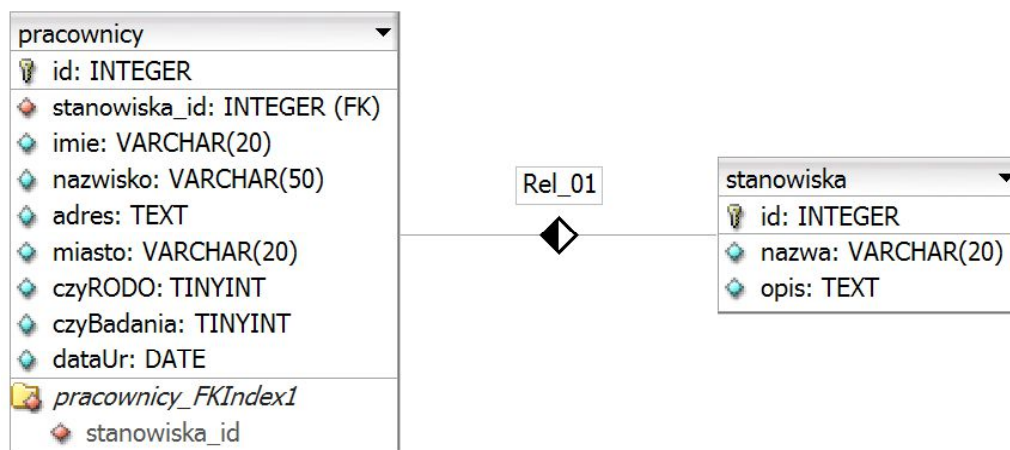 pracownicy
id: INTEGER
stanowiska_id: INTEGER (FK)
imie: VARCHAR(20)
nazwisko: VARCHAR(50)
adres: TEXT
miasto: VARCHAR(20)
czyRODO: TINYINT
czyBadania: TINYINT
dataUr: DATE
pracownicy_FKIndex1
stanowiska_id
Rel_01
stanowiska
id: INTEGER
nazwa: VARCHAR(20)
opis: TEXT